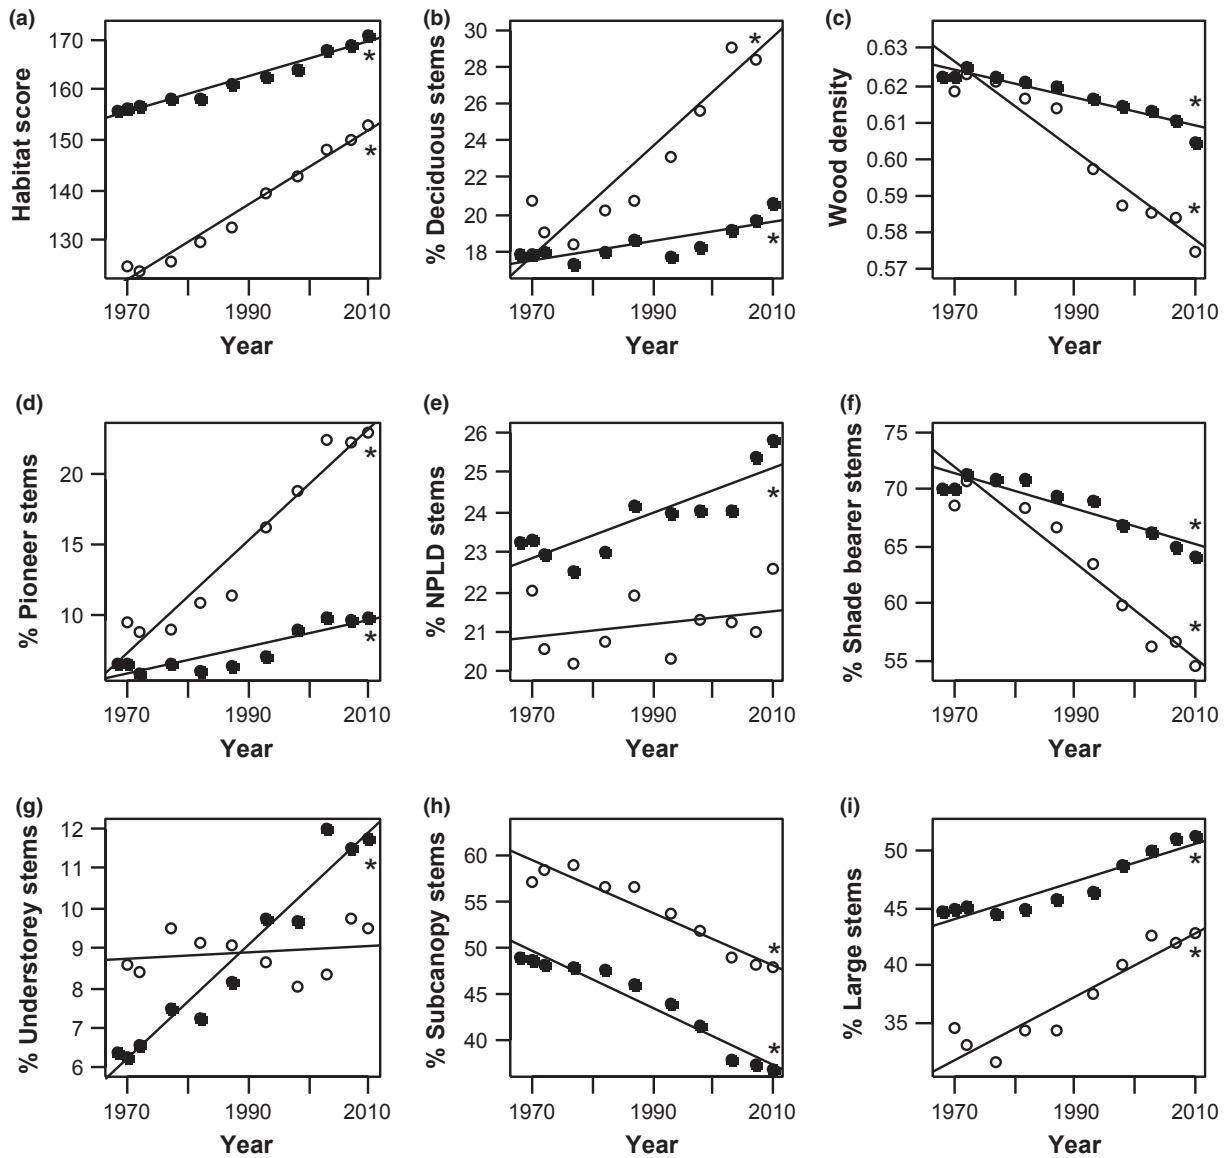 (a)
Habitat score
170
160
150
140
130
1970 1990 2010
Year
*
*
(b)
% Deciduous stems
30
28
26
24
22
20
18
1970 1990 2010
Year
*
*
(c)
Wood density
0.63
0.62
0.61
0.60
0.59
0.58
0.57
1970 1990 2010
Year
*
*
(d)
% Pioneer stems
20
15
10
1970 1990 2010
Year
*
*
(e)
% NPLD stems
26
25
24
23
22
21
20
1970 1990 2010
Year
*
(f)
% Shade bearer stems
75
70
65
60
55
1970 1990 2010
Year
*
*
(g)
% Understorey stems
12
11
10
9
8
7
6
1970 1990 2010
Year
*
(h)
% Subcanopy stems
60
55
50
45
40
1970 1990 2010
Year
*
*
(i)
% Large stems
50
45
40
35
1970 1990 2010
Year
*
*